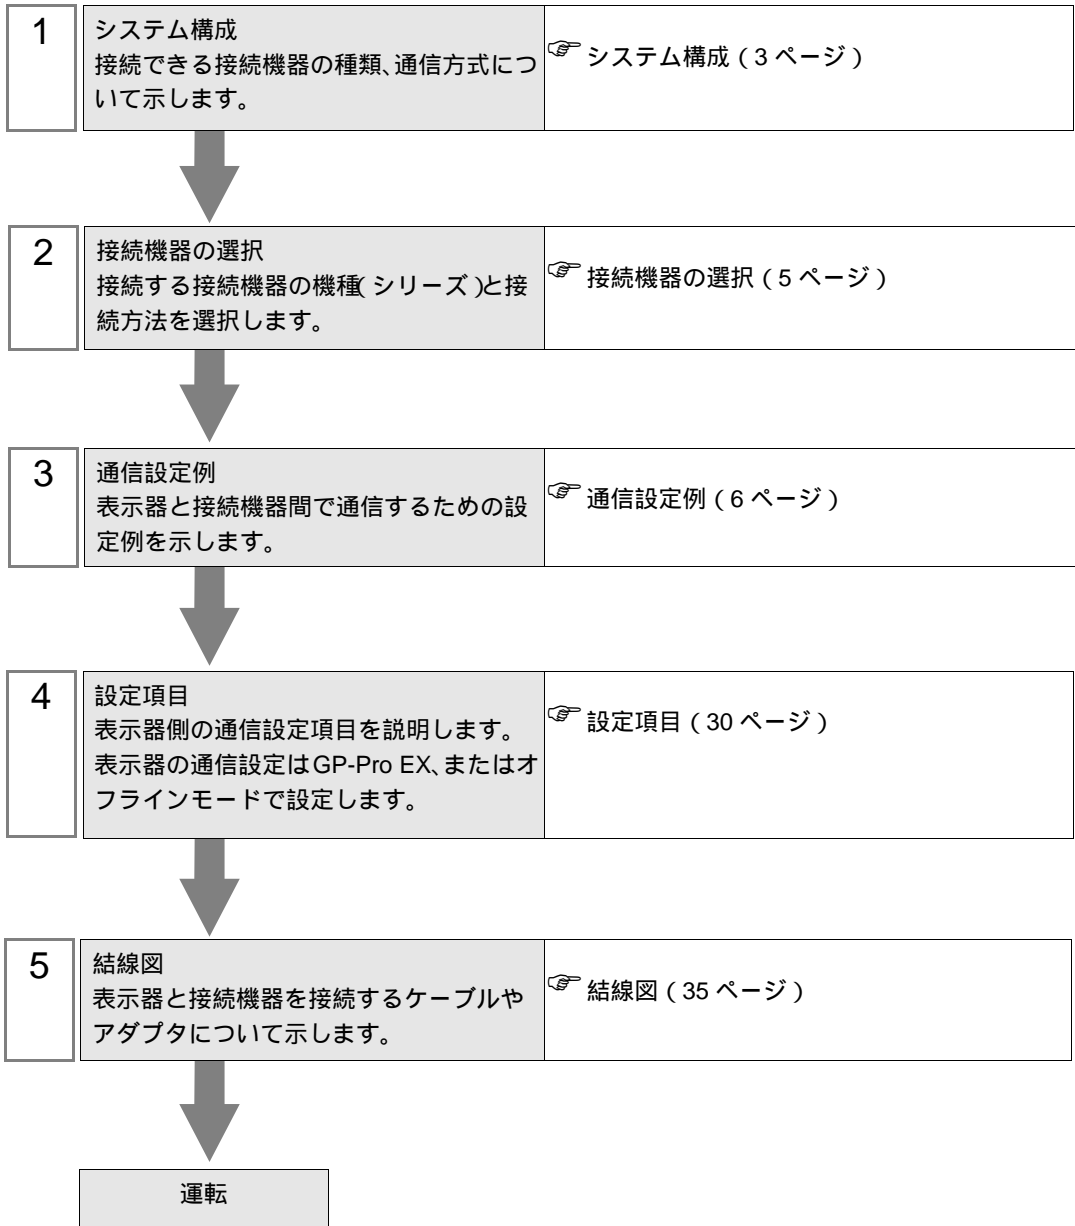 1
システム構成
接続できる接続機器の種類、通信方式につ
いて示します。
☞ システム構成 ( 3 ページ )
2
接続機器の選択
接続する接続機器の機種( シリーズ )と接
続方法を選択します。
☞ 接続機器の選択 ( 5 ページ )
3
通信設定例
表示器と接続機器間で通信するための設
定例を示します。
☞ 通信設定例 ( 6 ページ )
4
設定項目
表示器側の通信設定項目を説明します。
表示器の通信設定はGP-Pro EX、またはオ
フラインモードで設定します。
☞ 設定項目 ( 30 ページ )
5
結線図
表示器と接続機器を接続するケーブルや
アダプタについて示します。
☞ 結線図 ( 35 ページ )
運転